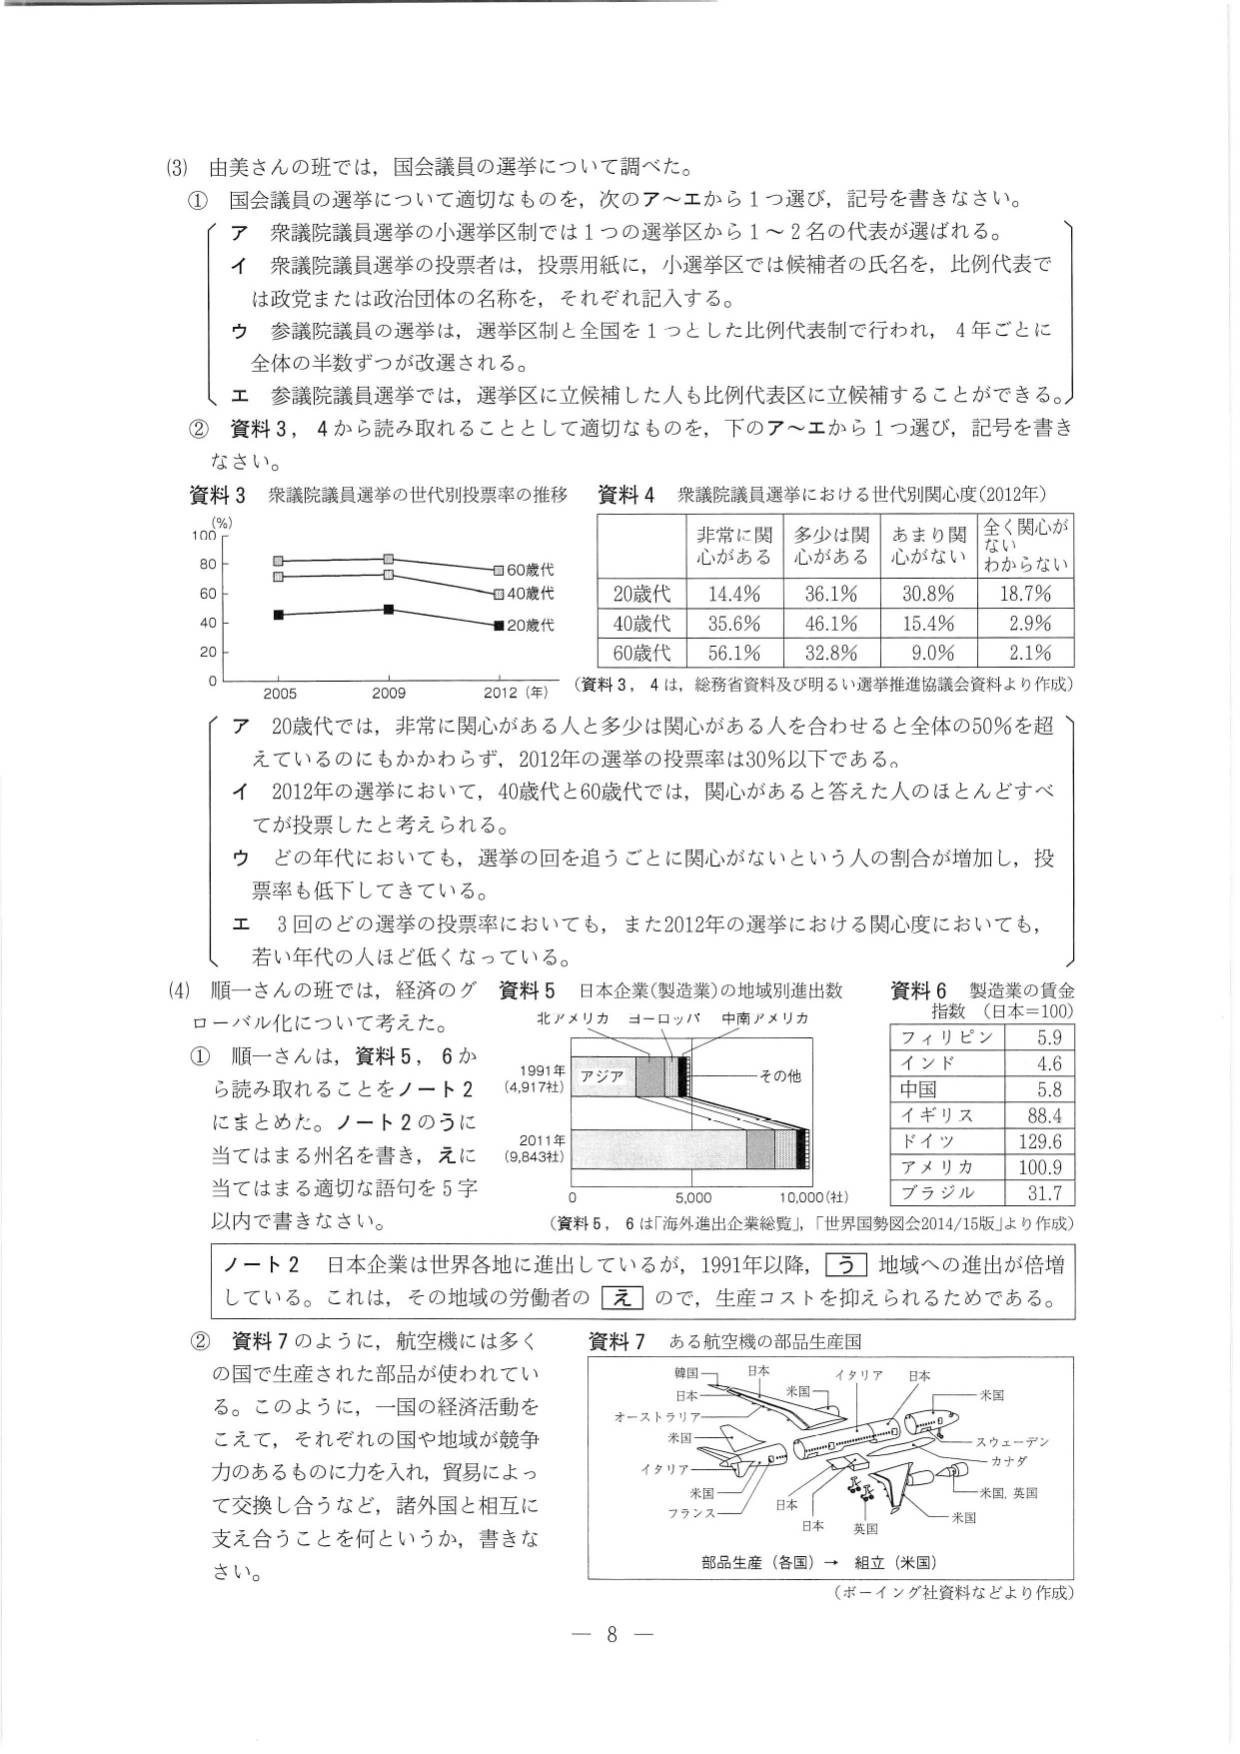 (3) 由美さんの班では，国会議員の選挙について調べた。
① 国会議員の選挙について適切なものを，次のア～エから1つ選び，記号を書きなさい。
ア 衆議院議員選挙の小選挙区制では1つの選挙区から1～2名の代表が選ばれる。
イ 衆議院議員選挙の投票者は，投票用紙に，小選挙区では候補者の氏名を，比例代表で
は政党または政治団体の名称を，それぞれ記入する。
ウ 参議院議員の選挙は，選挙区制と全国を1つとした比例代表制で行われ，4年ごとに
全体の半数ずつが改選される。
エ 参議院議員選挙では，選挙区に立候補した人も比例代表区に立候補することができる。
② 資料3，4から読み取れることとして適切なものを，下のア～エから1つ選び，記号を書き
なさい。
資料3 衆議院議員選挙の世代別投票率の推移
(%)
100
80
60
40
20
0
60歳代
40歳代
20歳代
2005 2009 2012（年）
資料4 衆議院議員選挙における世代別関心度(2012年)
非常に関心がある 多少は関心がある あまり関心がない 全く関心がない わからない
20歳代 14.4% 36.1% 30.8% 18.7%
40歳代 35.6% 46.1% 15.4% 2.9%
60歳代 56.1% 32.8% 9.0% 2.1%
（資料3，4は，総務省資料及び明るい選挙推進協議会資料より作成）
ア 20歳代では，非常に関心がある人と多少は関心がある人を合わせると全体の50%を超
えているのにもかかわらず，2012年の選挙の投票率は30%以下である。
イ 2012年の選挙において，40歳代と60歳代では，関心があると答えた人のほとんどすべ
てが投票したと考えられる。
ウ どの年代においても，選挙の回を追うごとに関心がないという人の割合が増加し，投
票率も低下してきている。
エ 3回のどの選挙の投票率においても，また2012年の選挙における関心度においても，
若い年代の人ほど低くなっている。
(4) 順一さんの班では，経済のグ
ローバル化について考えた。
① 順一さんは，資料5，6か
ら読み取れることをノート2
にまとめた。ノート2のうに
当てはまる州名を書き，えに
当てはまる適切な語句を5字
以内で書きなさい。
資料5 日本企業(製造業)の地域別進出数
北アメリカ ヨーロッパ 中南アメリカ
1991年
(4,917社)
アジア
その他
2011年
(9,843社)
0 5,000 10,000(社)
資料6 製造業の賃金
指数 （日本＝100）
フィリピン 5.9
インド 4.6
中国 5.8
イギリス 88.4
ドイツ 129.6
アメリカ 100.9
ブラジル 31.7
（資料5，6は「海外進出企業総覧」，「世界国勢図会2014/15版」より作成）
ノート2 日本企業は世界各地に進出しているが，1991年以降，う 地域への進出が倍増
している。これは，その地域の労働者の え ので，生産コストを抑えられるためである。
② 資料7のように，航空機には多く
の国で生産された部品が使われてい
る。このように，一国の経済活動を
こえて，それぞれの国や地域が競争
力のあるものに力を入れ，貿易によっ
て交換し合うなど，諸外国と相互に
支え合うことを何というか，書きな
さい。
資料7 ある航空機の部品生産国
韓国 日本 イタリア 日本
日本 米国 米国
オーストラリア
米国 スウェーデン
イタリア カナダ
米国 日本 米国，英国
フランス 日本 英国 米国
部品生産（各国）→ 組立（米国）
（ボーイング社資料などより作成）
― 8 ―